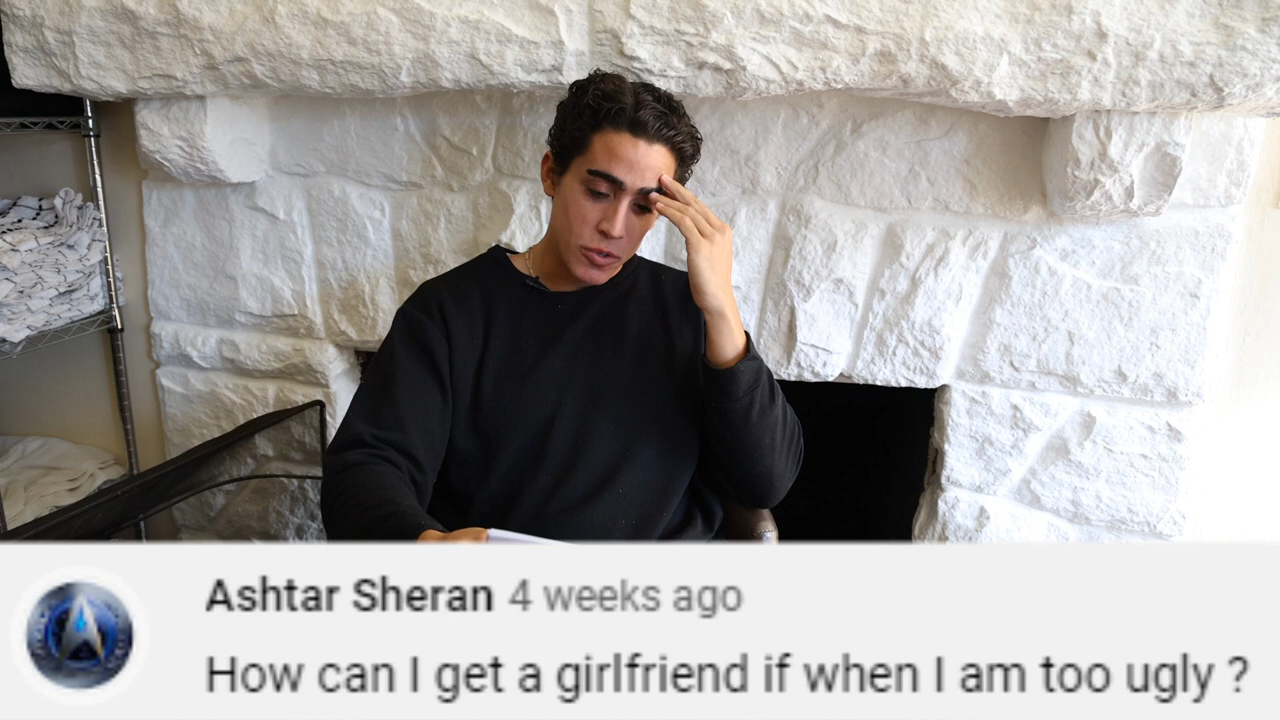 Ashtar Sheran 4 weeks ago
How can I get a girlfriend if when I am too ugly ?